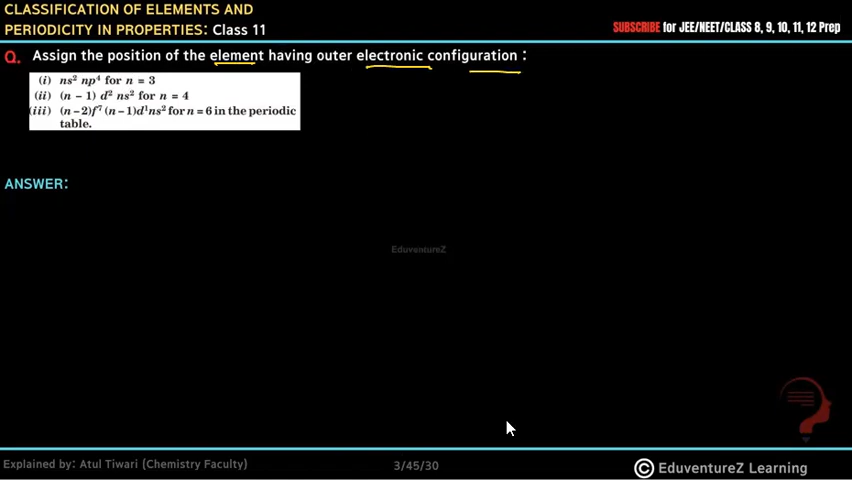 CLASSIFICATION OF ELEMENTS AND
PERIODICITY IN PROPERTIES: Class 11
SUBSCRIBE for JEE/NEET/CLASS 8, 9, 10, 11, 12 Prep
Q. Assign the position of the element having outer electronic configuration :
(i) ns² np⁴ for n = 3
(ii) (n – 1) d² ns² for n = 4
(iii) (n – 2) f⁷ (n – 1) d¹ ns² for n = 6 in the periodic
table.
ANSWER:
EduventureZ
Explained by: Atul Tiwari (Chemistry Faculty)
3/45/30
© EduventureZ Learning